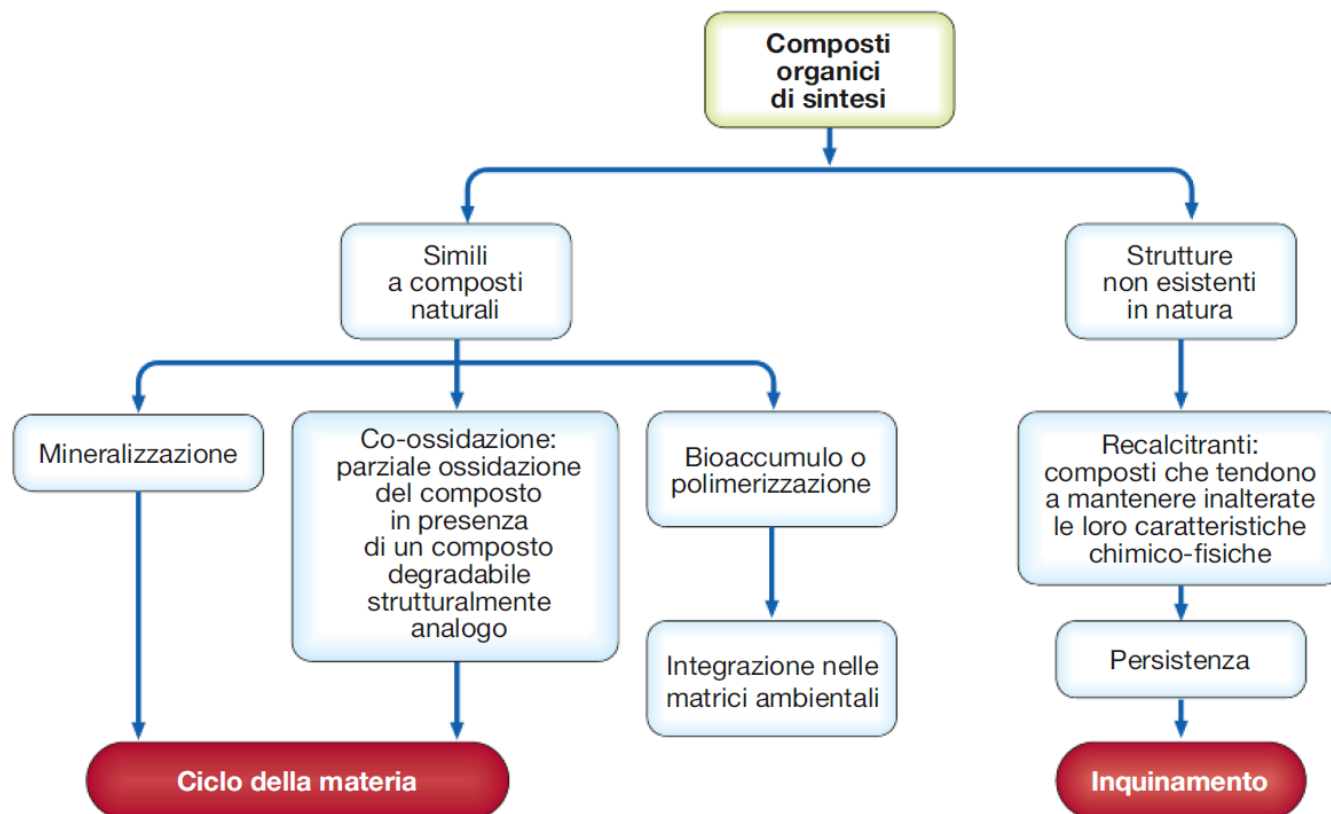 Composti
organici
di sintesi
Simili
a composti
naturali
Strutture
non esistenti
in natura
Mineralizzazione
Co-ossidazione:
parziale ossidazione
del composto
in presenza
di un composto
degradabile
strutturalmente
analogo
Bioaccumulo o
polimerizzazione
Recalcitranti:
composti che tendono
a mantenere inalterate
le loro caratteristiche
chimico-fisiche
Integrazione nelle
matrici ambientali
Persistenza
Ciclo della materia
Inquinamento